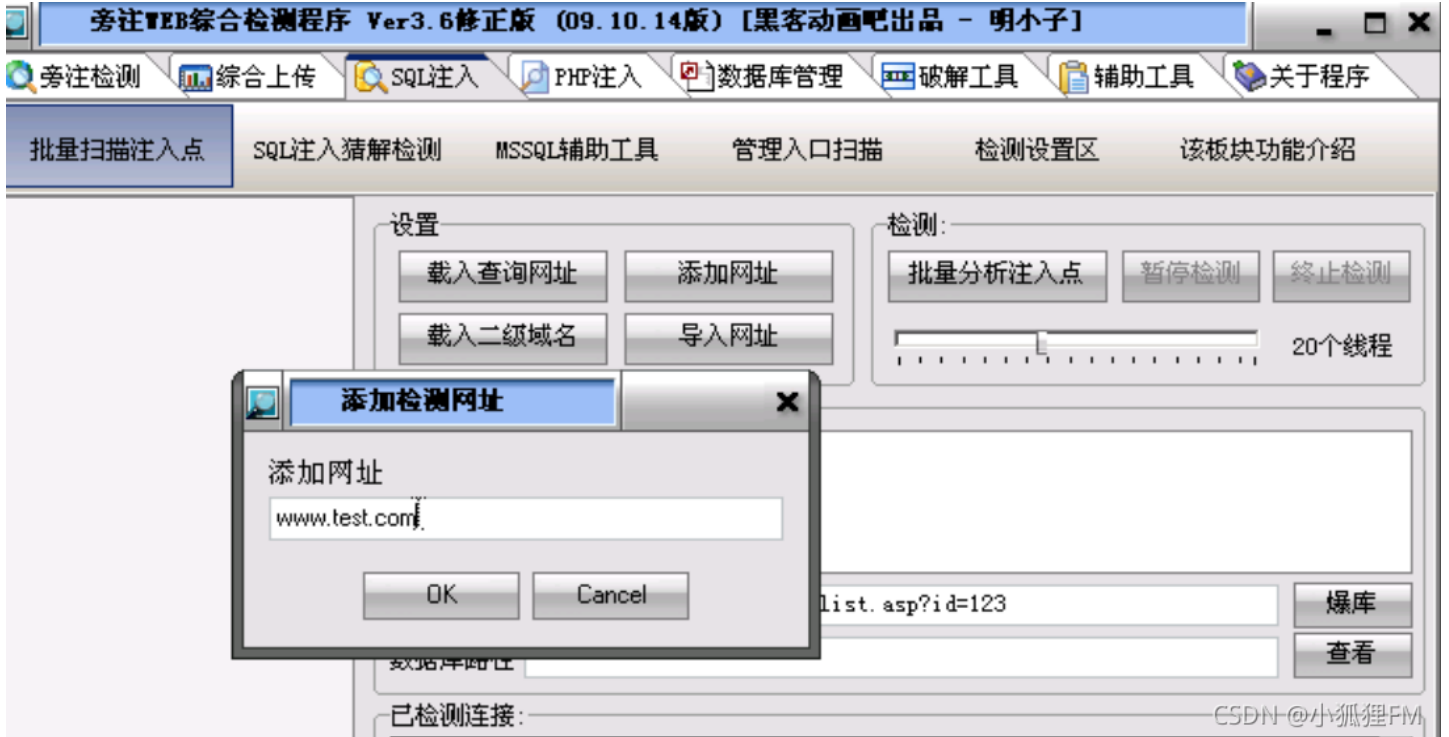 旁注WEB综合检测程序 Ver3.6修正版 (09.10.14版) [黑客动画吧出品 - 明小子]
旁注检测 综合上传 SQL注入 PHP注入 数据库管理 破解工具 辅助工具 关于程序
批量扫描注入点 SQL注入猜解检测 MSSQL辅助工具 管理入口扫描 检测设置区 该板块功能介绍
设置 检测:
载入查询网址 添加网址 批量分析注入点 暂停检测 终止检测
载入二级域名 导入网址 20个线程
添加检测网址
添加网址
www.test.com
OK Cancel
list.asp?id=123 爆库
数据库路径 查看
已检测连接:
CSDN @小狐狸FM